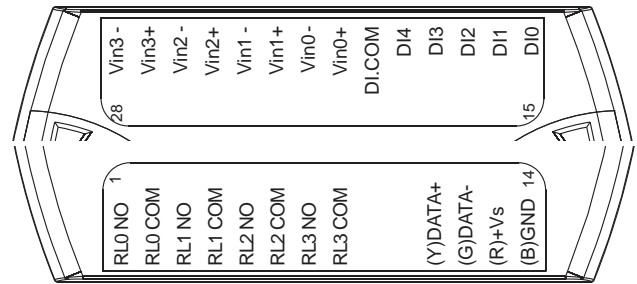 Vin3 -
Vin3+
Vin2 -
Vin2+
Vin1 -
Vin1+
Vin0 -
Vin0+
DI.COM
DI4
DI3
DI2
DI1
DI0
28
15
1
14
RL0 NO
RL0 COM
RL1 NO
RL1 COM
RL2 NO
RL2 COM
RL3 NO
RL3 COM
(Y)DATA+
(G)DATA-
(R)+Vs
(B)GND